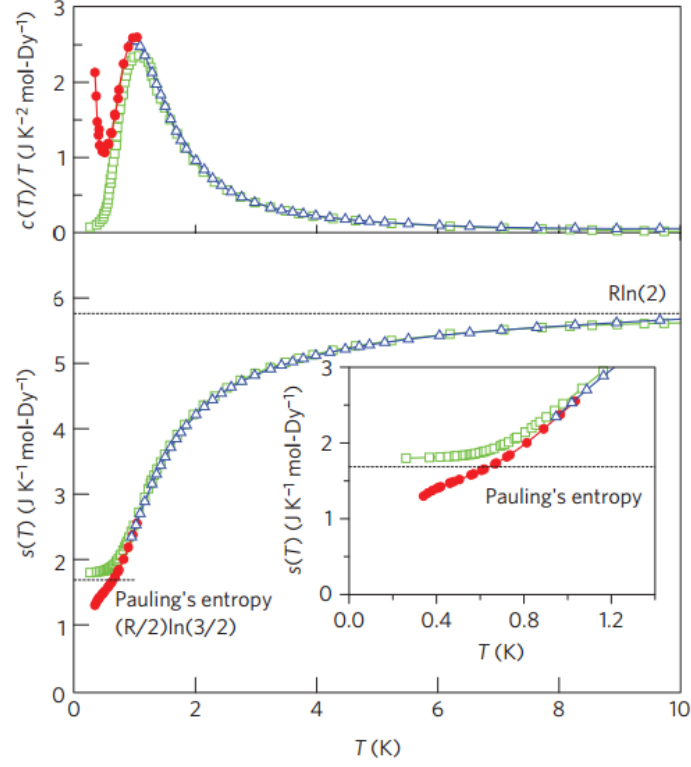 3
2
1
0
c(T)/T (J K⁻² mol-Dy⁻¹)
6
5
4
3
2
1
0
s(T) (J K⁻¹ mol-Dy⁻¹)
Rln(2)
Pauling's entropy
(R/2)ln(3/2)
3
2
1
0
s(T) (J K⁻¹ mol-Dy⁻¹)
Pauling's entropy
0.0 0.4 0.8 1.2
T (K)
0 2 4 6 8 10
T (K)